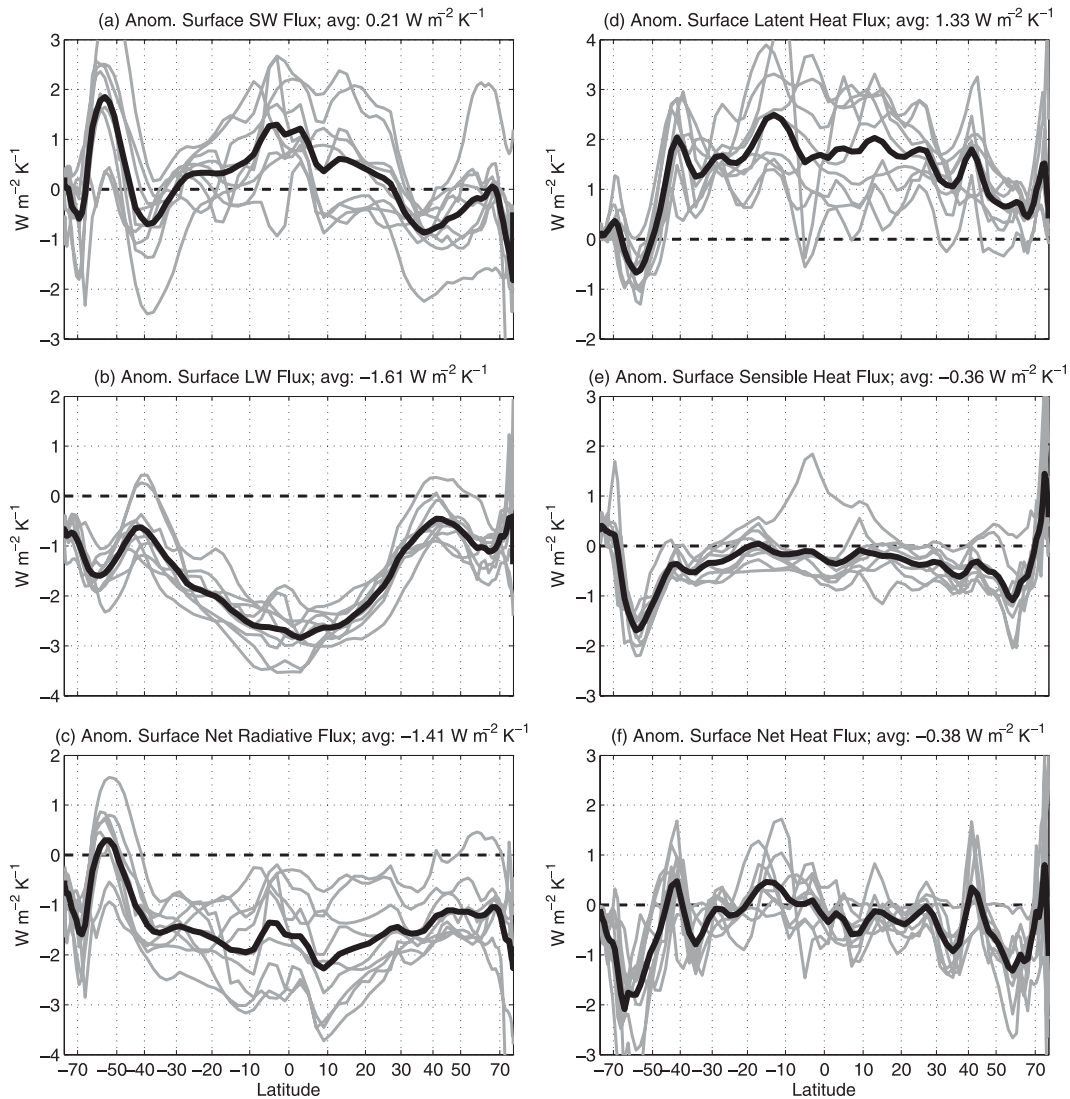 (a) Anom. Surface SW Flux; avg: 0.21 W m⁻² K⁻¹
3
2
1
0
−1
−2
−3
W m⁻² K⁻¹
(b) Anom. Surface LW Flux; avg: −1.61 W m⁻² K⁻¹
2
1
0
−1
−2
−3
−4
W m⁻² K⁻¹
(c) Anom. Surface Net Radiative Flux; avg: −1.41 W m⁻² K⁻¹
2
1
0
−1
−2
−3
−4
W m⁻² K⁻¹
−70 −50 −40 −30 −20 −10 0 10 20 30 40 50 70
Latitude
(d) Anom. Surface Latent Heat Flux; avg: 1.33 W m⁻² K⁻¹
4
3
2
1
0
−1
−2
W m⁻² K⁻¹
(e) Anom. Surface Sensible Heat Flux; avg: −0.36 W m⁻² K⁻¹
3
2
1
0
−1
−2
−3
W m⁻² K⁻¹
(f) Anom. Surface Net Heat Flux; avg: −0.38 W m⁻² K⁻¹
3
2
1
0
−1
−2
−3
W m⁻² K⁻¹
−70 −50 −40 −30 −20 −10 0 10 20 30 40 50 70
Latitude